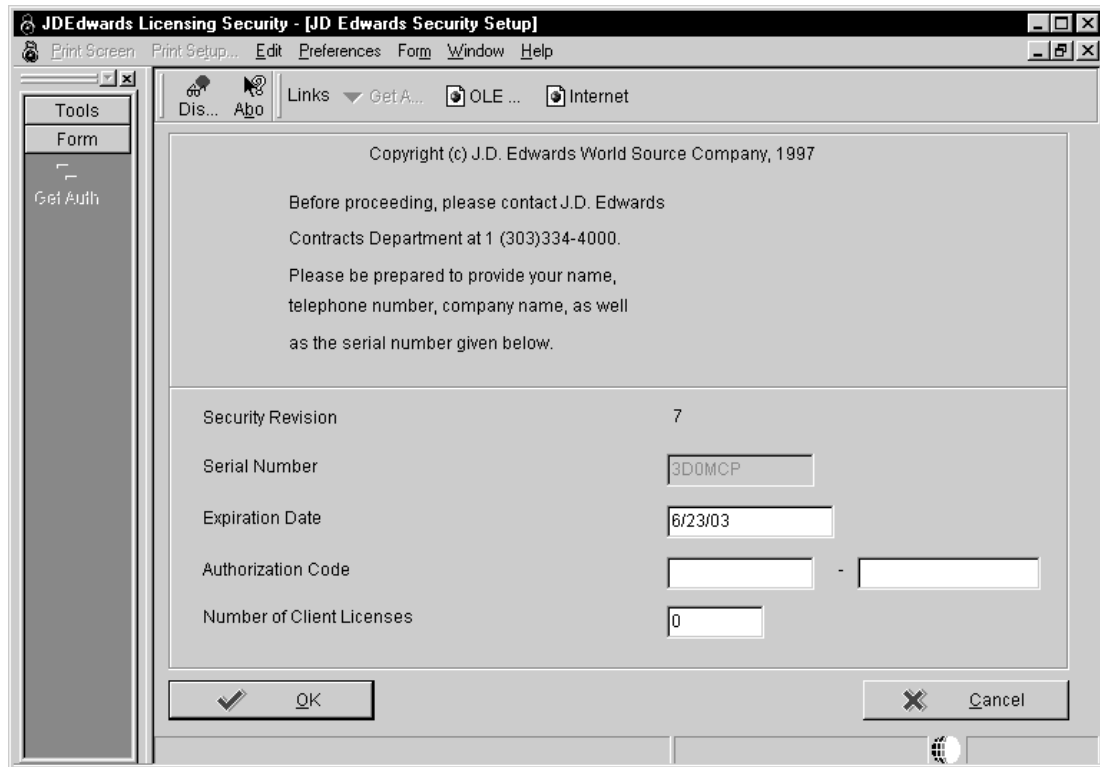 JDEdwards Licensing Security - [JD Edwards Security Setup]
Print Screen Print Setup... Edit Preferences Form Window Help
Dis... Abo Links Get A... OLE ... Internet
Tools
Form
Get Auth
Copyright (c) J.D. Edwards World Source Company, 1997
Before proceeding, please contact J.D. Edwards
Contracts Department at 1 (303)334-4000.
Please be prepared to provide your name,
telephone number, company name, as well
as the serial number given below.
Security Revision 7
Serial Number 3D0MCP
Expiration Date 6/23/03
Authorization Code -
Number of Client Licenses 0
OK Cancel